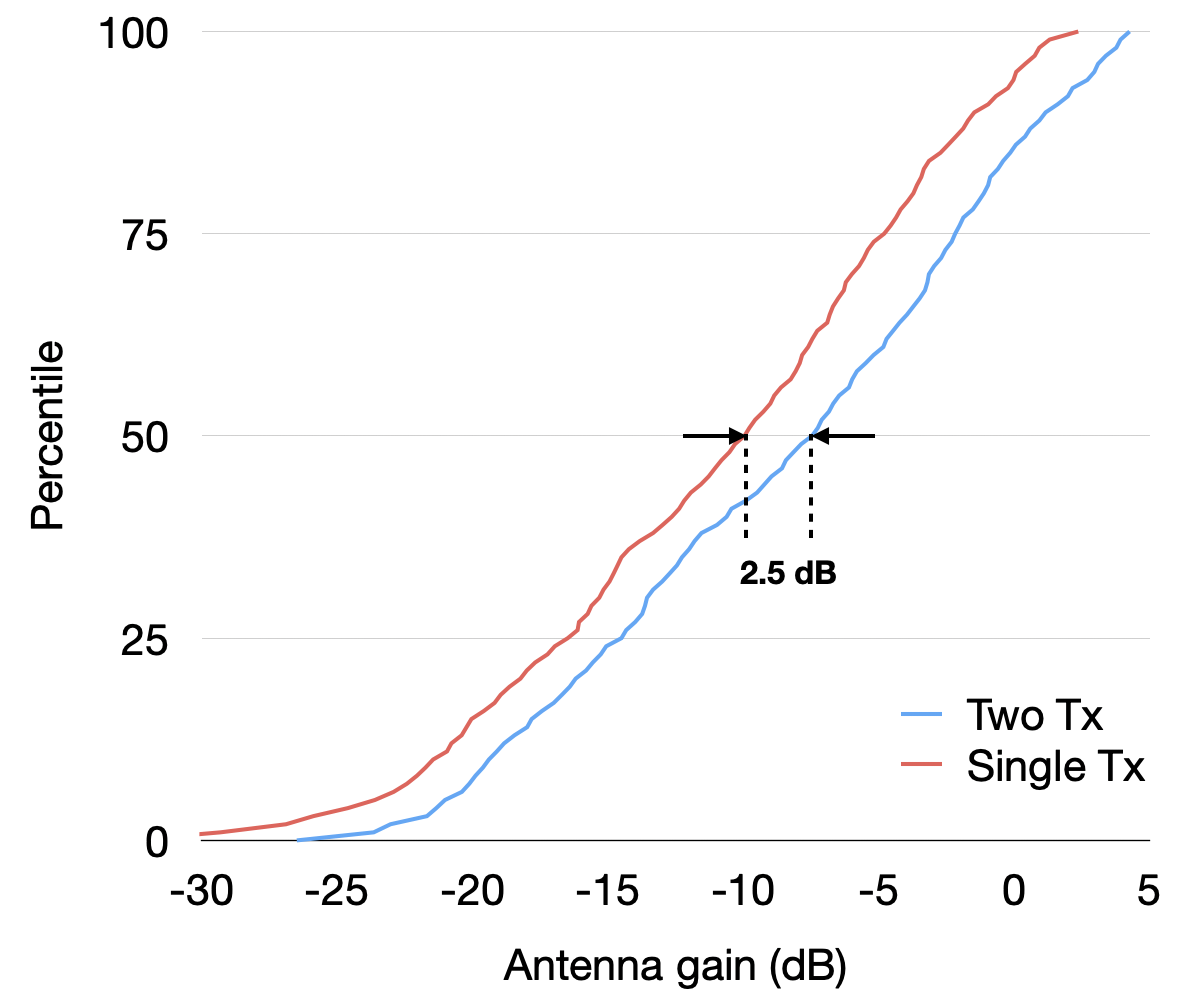 100
75
50
25
0
Percentile
2.5 dB
Two Tx
Single Tx
-30 -25 -20 -15 -10 -5 0 5
Antenna gain (dB)